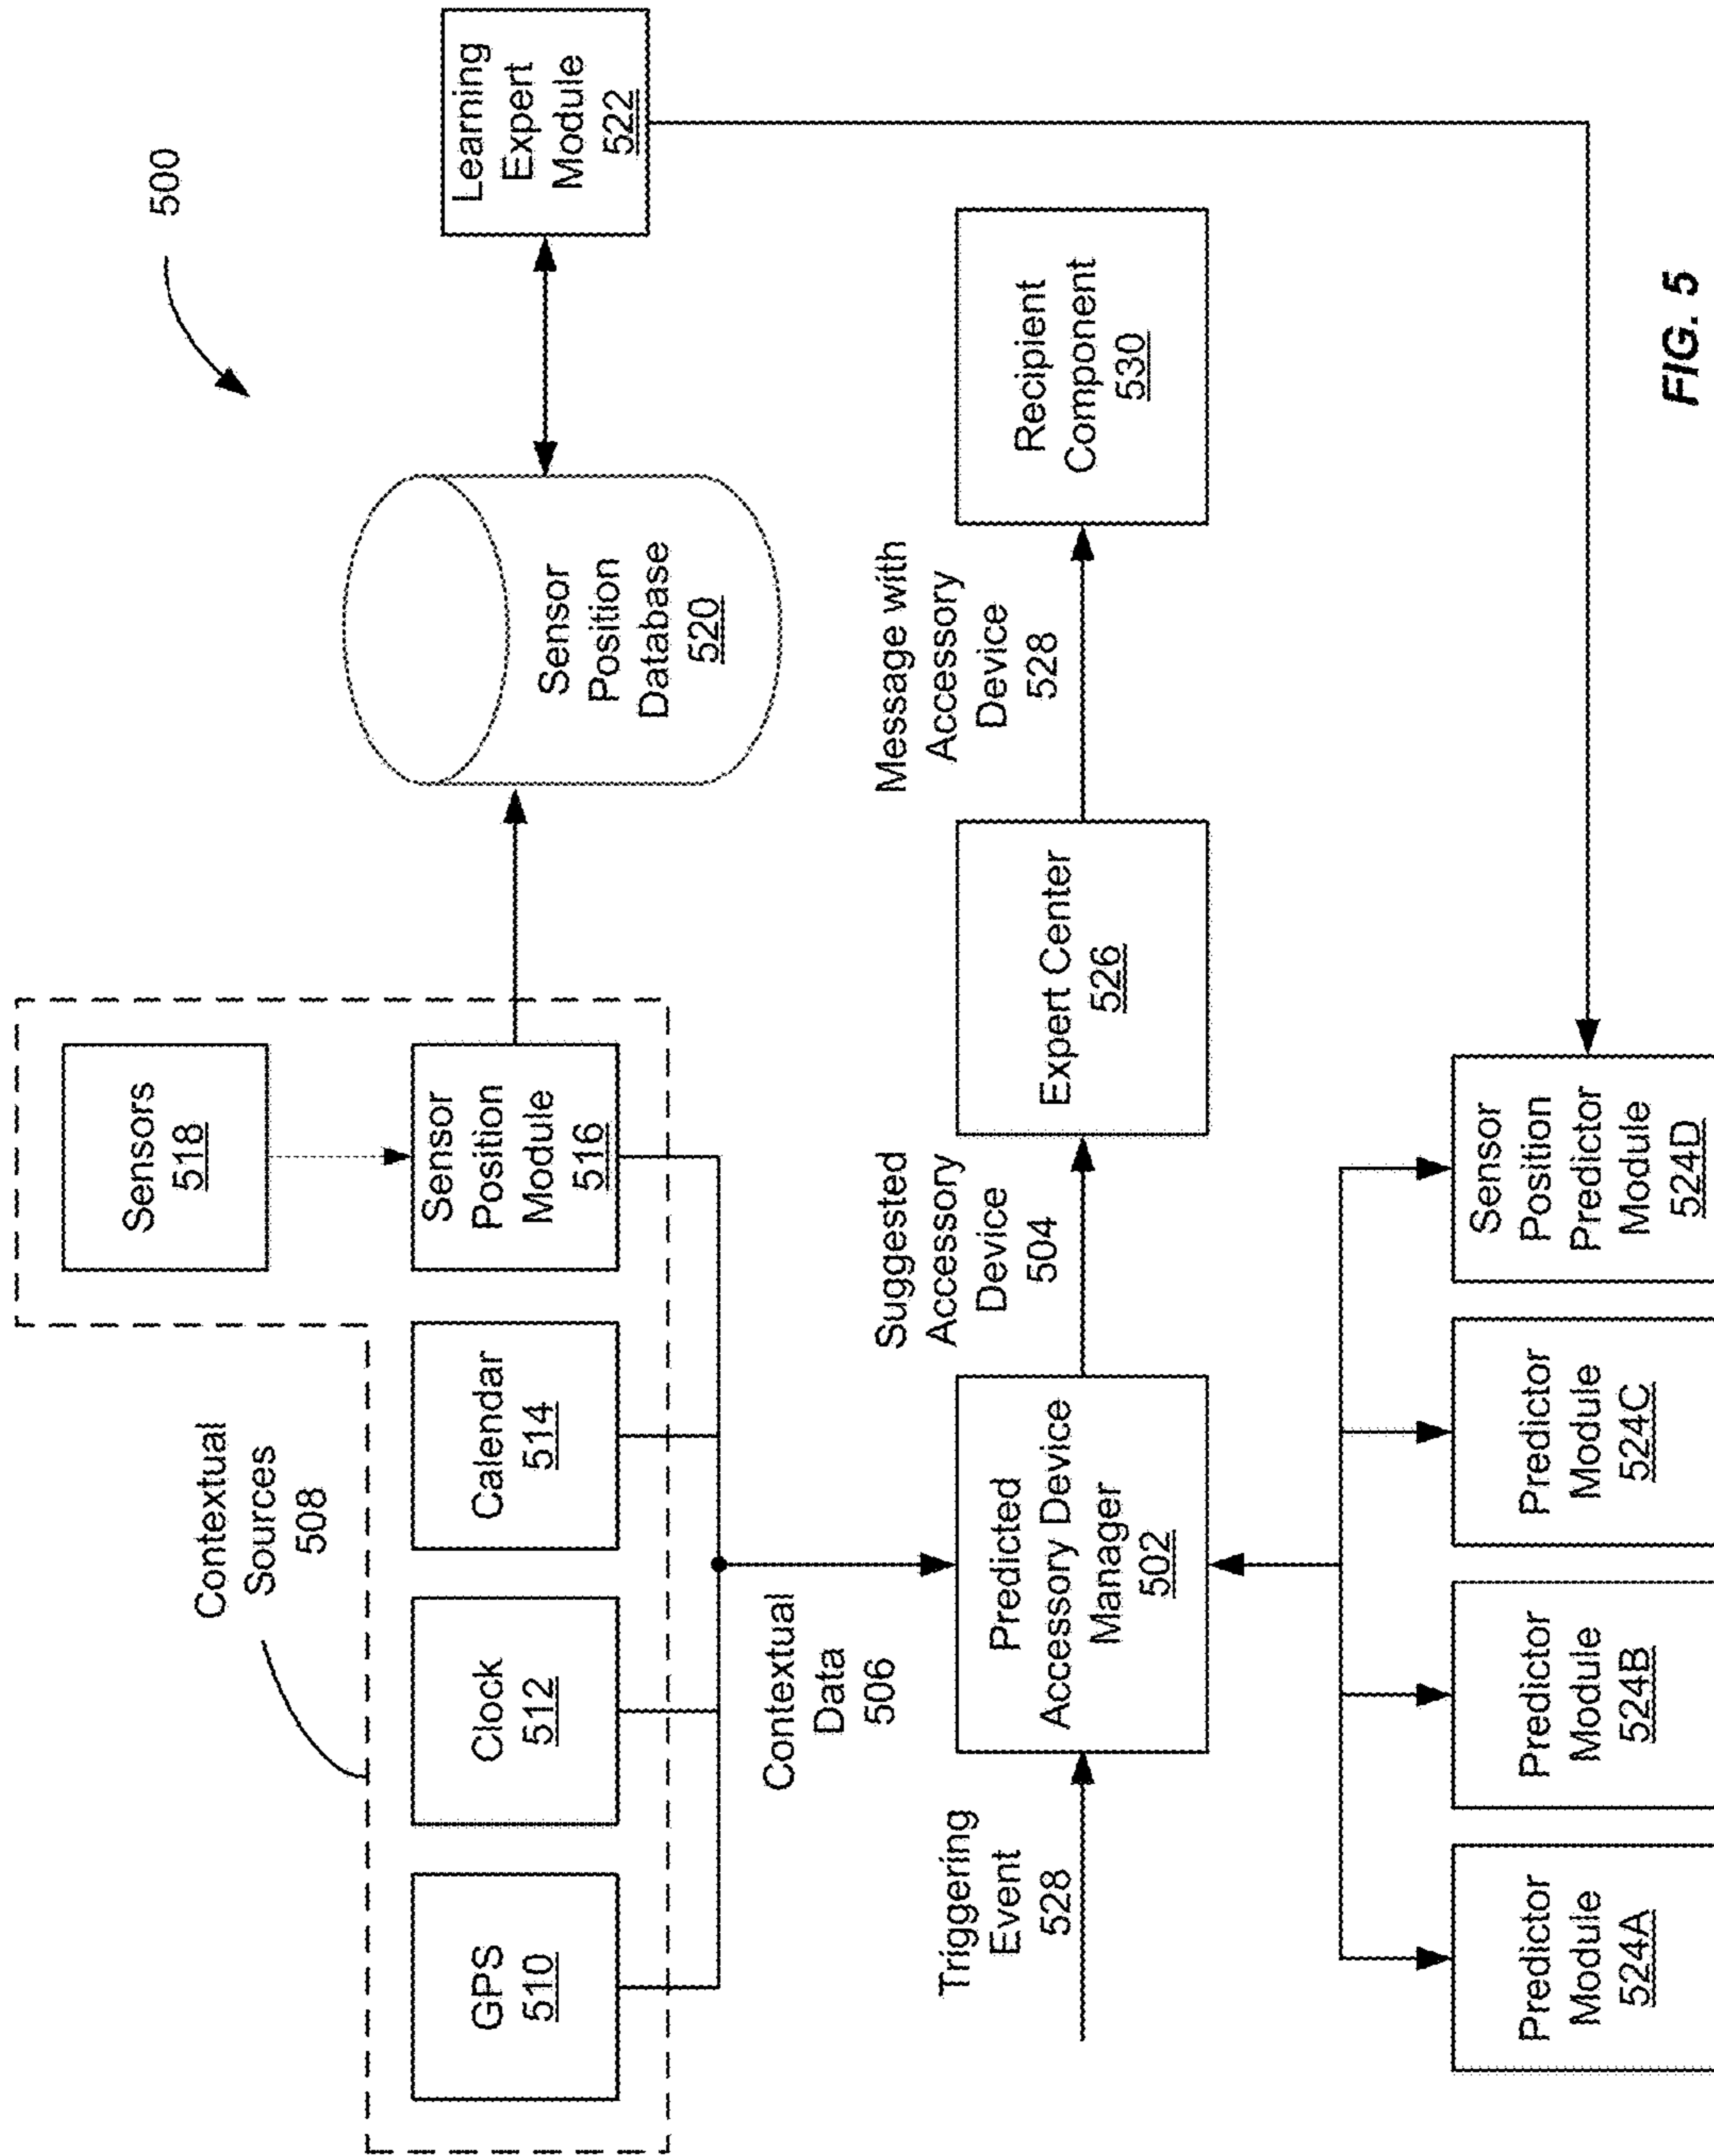 500
Contextual
Sources
508
Sensors
518
GPS
510
Clock
512
Calendar
514
Sensor
Position
Module
516
Sensor
Position
Database
520
Learning
Expert
Module
522
Contextual
Data
506
Triggering
Event
528
Predicted
Accessory Device
Manager
502
Suggested
Accessory
Device
504
Expert Center
526
Message with
Accessory
Device
528
Recipient
Component
530
Predictor
Module
524A
Predictor
Module
524B
Predictor
Module
524C
Sensor
Position
Predictor
Module
524D
FIG. 5